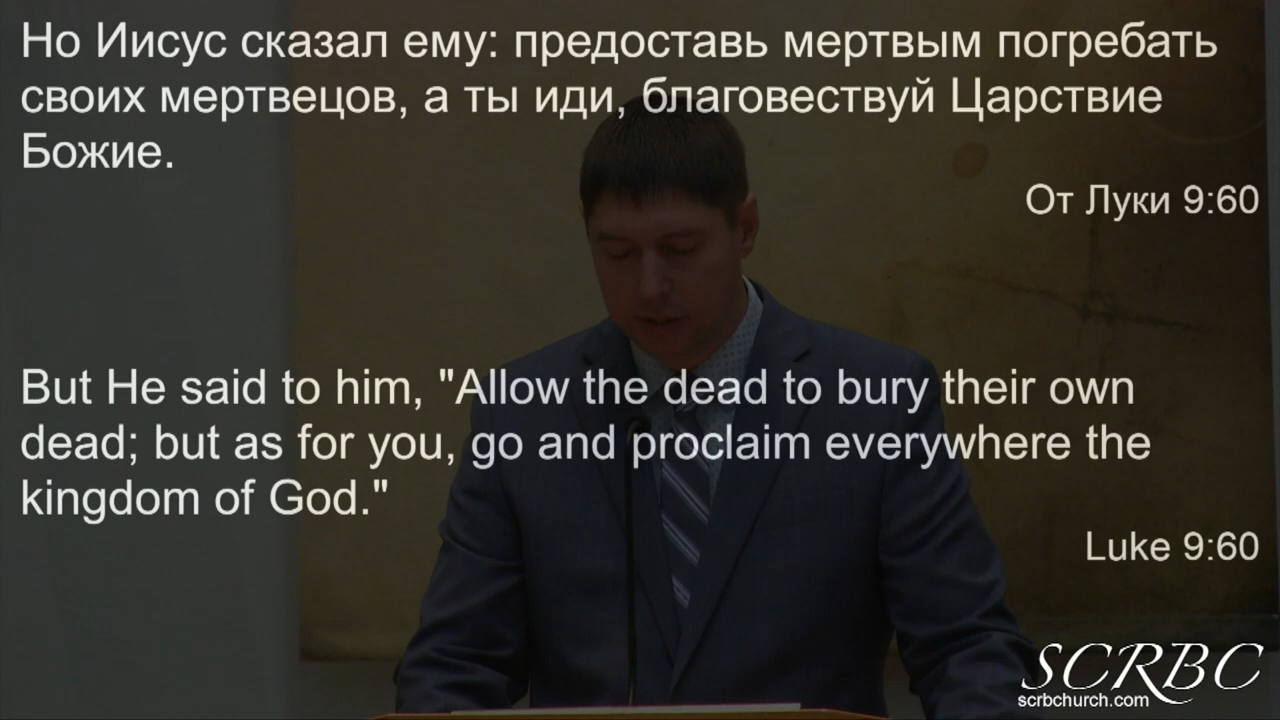 Но Иисус сказал ему: предоставь мертвым погребать
своих мертвецов, а ты иди, благовествуй Царствие
Божие.
От Луки 9:60
But He said to him, "Allow the dead to bury their own
dead; but as for you, go and proclaim everywhere the
kingdom of God."
Luke 9:60
SCRBC
scrbchurch.com